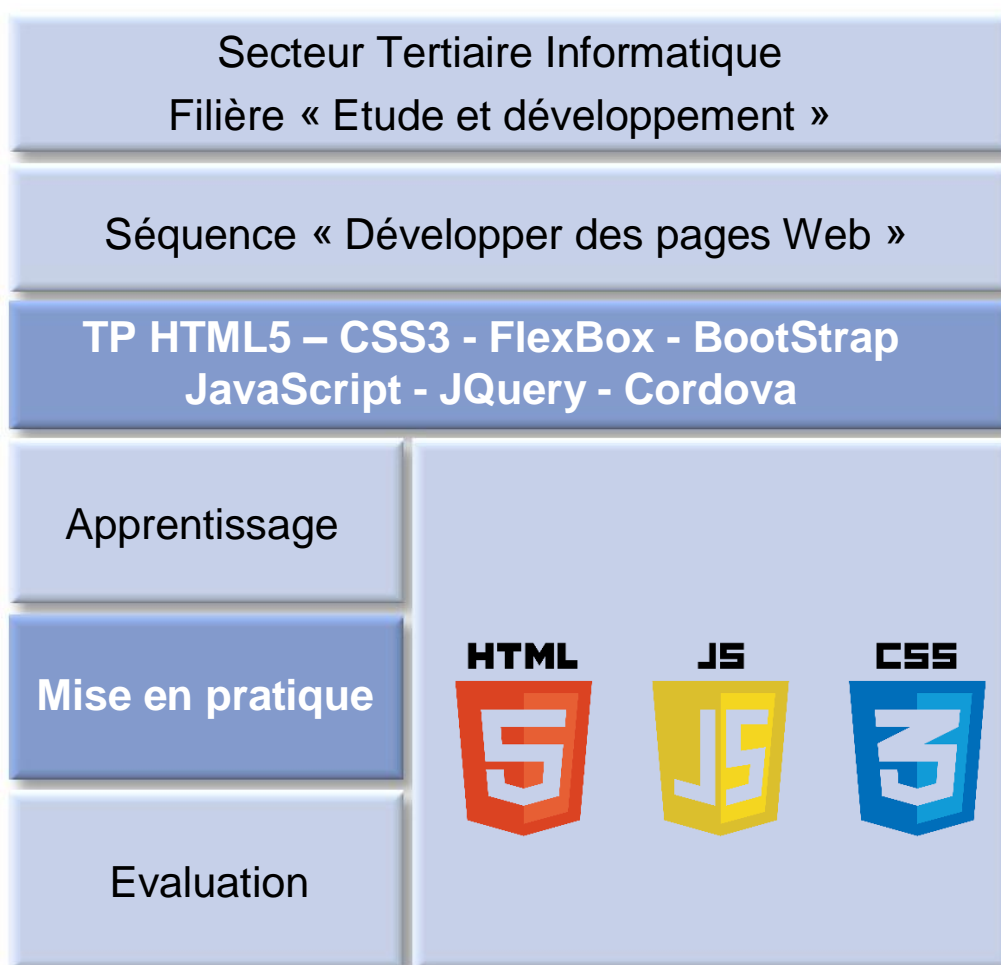 Secteur Tertiaire Informatique
Filière « Etude et développement »
Séquence « Développer des pages Web »
TP HTML5 – CSS3 - FlexBox - BootStrap
JavaScript - JQuery - Cordova
Apprentissage
Mise en pratique
Evaluation
HTML JS CSS
5 JS 3